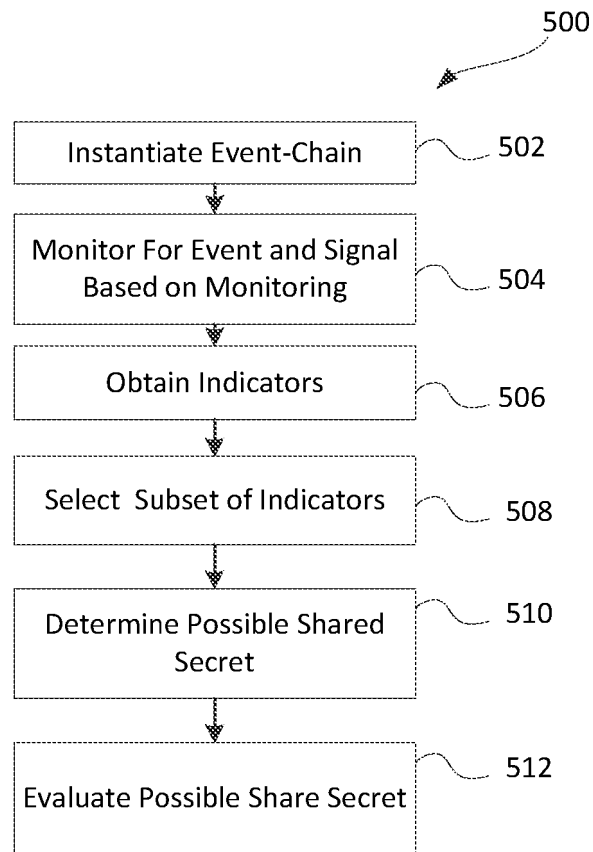 500
Instantiate Event-Chain
502
Monitor For Event and Signal
Based on Monitoring
504
Obtain Indicators
506
Select Subset of Indicators
508
Determine Possible Shared
Secret
510
Evaluate Possible Share Secret
512